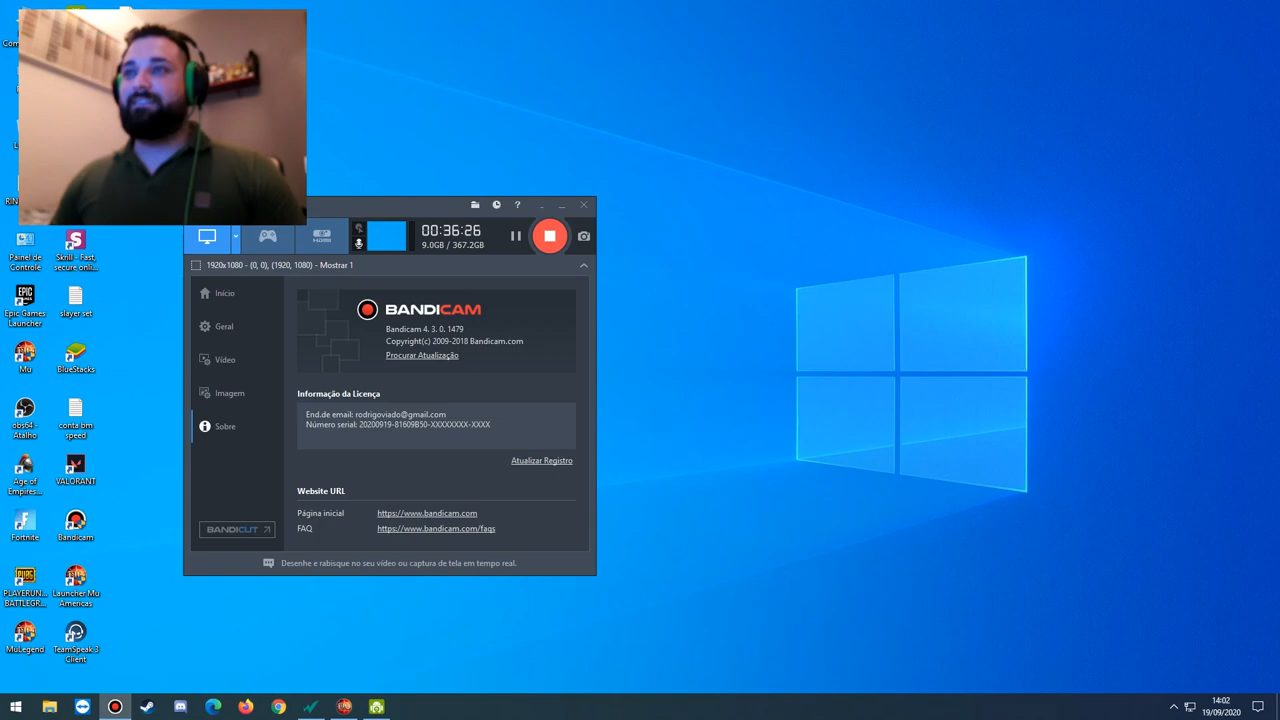 00:36:26
9.0GB / 367.2GB
HDMI
1920x1080 - (0, 0), (1920, 1080) - Mostrar 1
Início
Geral
Vídeo
Imagem
Sobre
BANDICUT
BANDICAM
Bandicam 4. 3. 0. 1479
Copyright(c) 2009-2018 Bandicam.com
Procurar Atualização
Informação da Licença
End.de email: rodrigoviado@gmail.com
Número serial: 20200919-81609B50-XXXXXXXX-XXXX
Atualizar Registro
Website URL
Página inicial https://www.bandicam.com
FAQ https://www.bandicam.com/faqs
Desenhe e rabisque no seu vídeo ou captura de tela em tempo real.
Painel de
Controle
Skrill - Fast,
secure onli...
Epic Games
Launcher
slayer set
Mu
BlueStacks
obs64 -
Atalho
conta bm
speed
Age of
Empires...
VALORANT
Fortnite
Bandicam
PLAYERUN...
BATTLEGR...
Launcher Mu
Americas
MuLegend
TeamSpeak 3
Client
14:02
19/09/2020